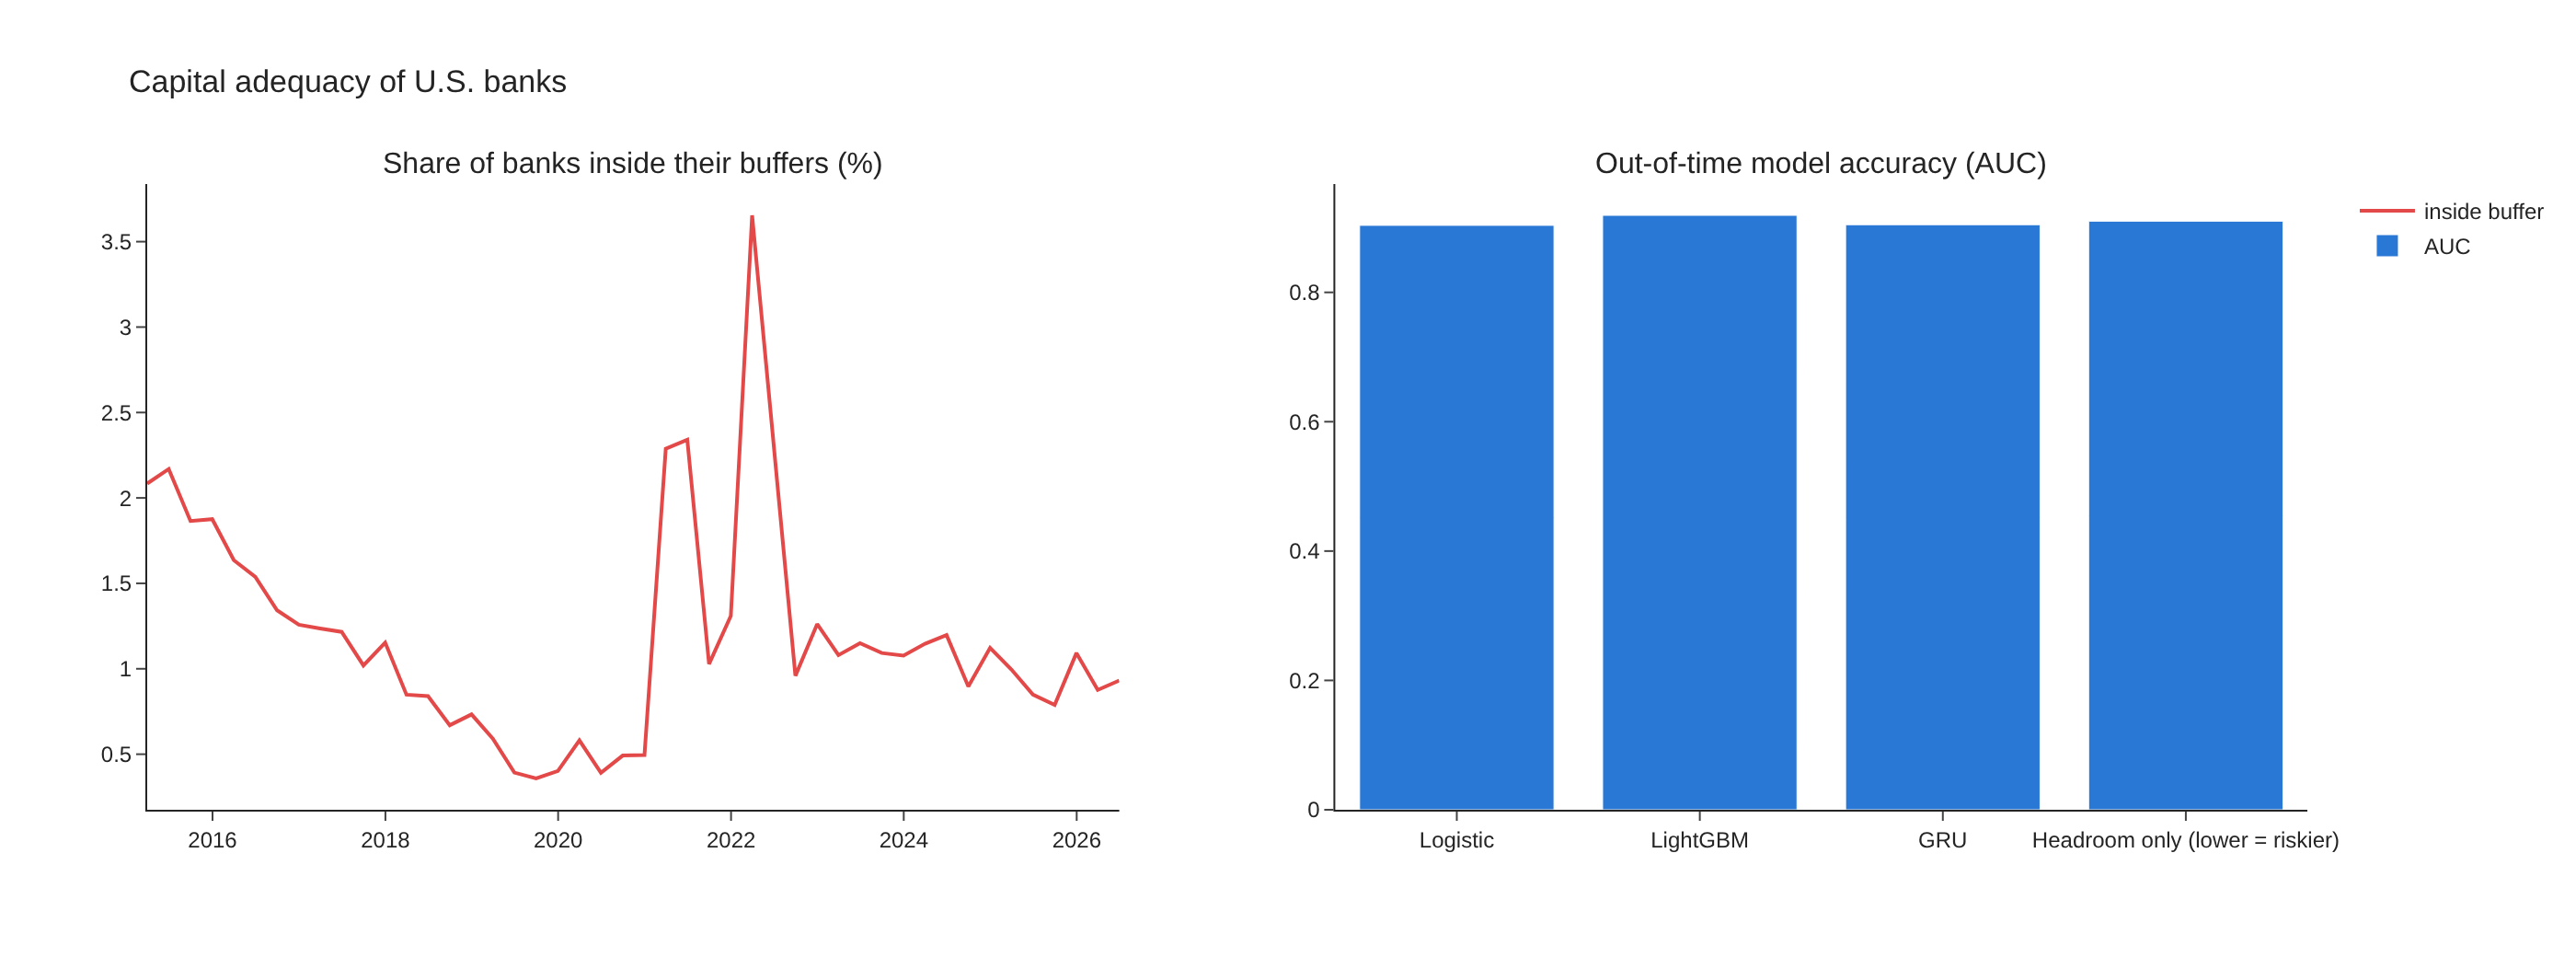 Capital adequacy of U.S. banks
Share of banks inside their buffers (%)
3.5
3
2.5
2
1.5
1
0.5
2016 2018 2020 2022 2024 2026
Out-of-time model accuracy (AUC)
0.8
0.6
0.4
0.2
0
Logistic LightGBM GRU Headroom only (lower = riskier)
inside buffer
AUC